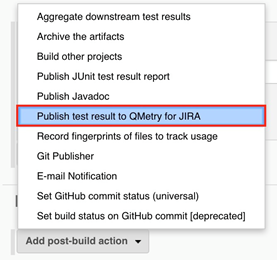 Aggregate downstream test results
Archive the artifacts
Build other projects
Publish JUnit test result report
Publish Javadoc
Publish test result to QMetry for JIRA
Record fingerprints of files to track usage
Git Publisher
E-mail Notification
Set GitHub commit status (universal)
Set build status on GitHub commit [deprecated]
Add post-build action